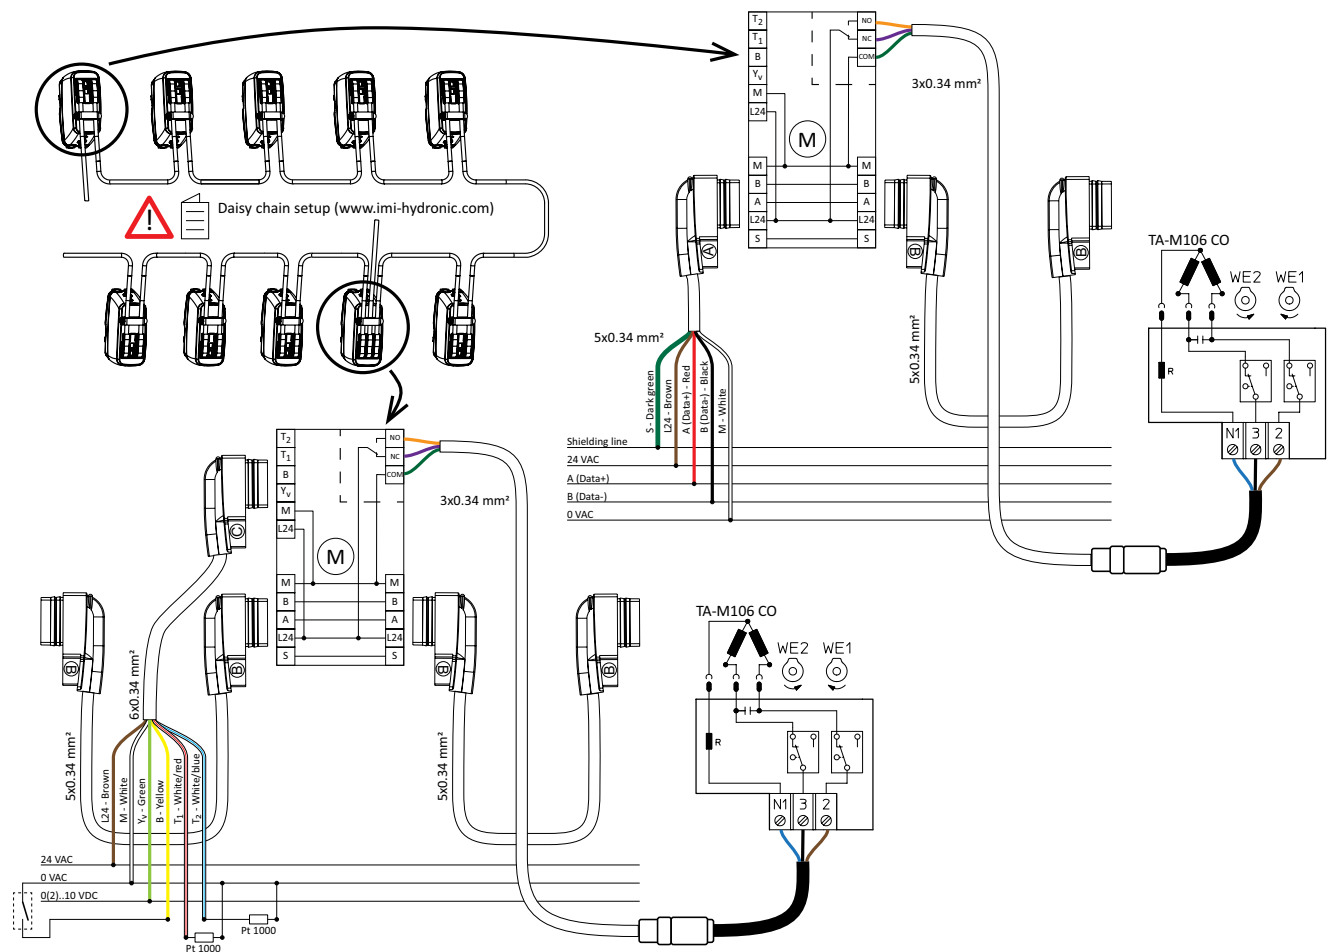 T2
T1
B
Yv
M
L24
NO
NC
COM
3x0.34 mm²
M
M
B
A
L24
S
M
B
A
L24
S
!
Daisy chain setup (www.imi-hydronic.com)
A
B
B
5x0.34 mm²
5x0.34 mm²
S - Dark green
L24 - Brown
A (Data+) - Red
B (Data-) - Black
M - White
Shielding line
24 VAC
A (Data+)
B (Data-)
0 VAC
TA-M106 CO
WE2
WE1
R
N1
3
2
T2
T1
B
Yv
M
L24
NO
NC
COM
3x0.34 mm²
M
M
B
A
L24
S
M
B
A
L24
S
C
B
B
B
B
6x0.34 mm²
5x0.34 mm²
5x0.34 mm²
L24 - Brown
M - White
Yv - Green
B - Yellow
T1 - White/red
T2 - White/blue
24 VAC
0 VAC
0(2)..10 VDC
Pt 1000
Pt 1000
TA-M106 CO
WE2
WE1
R
N1
3
2